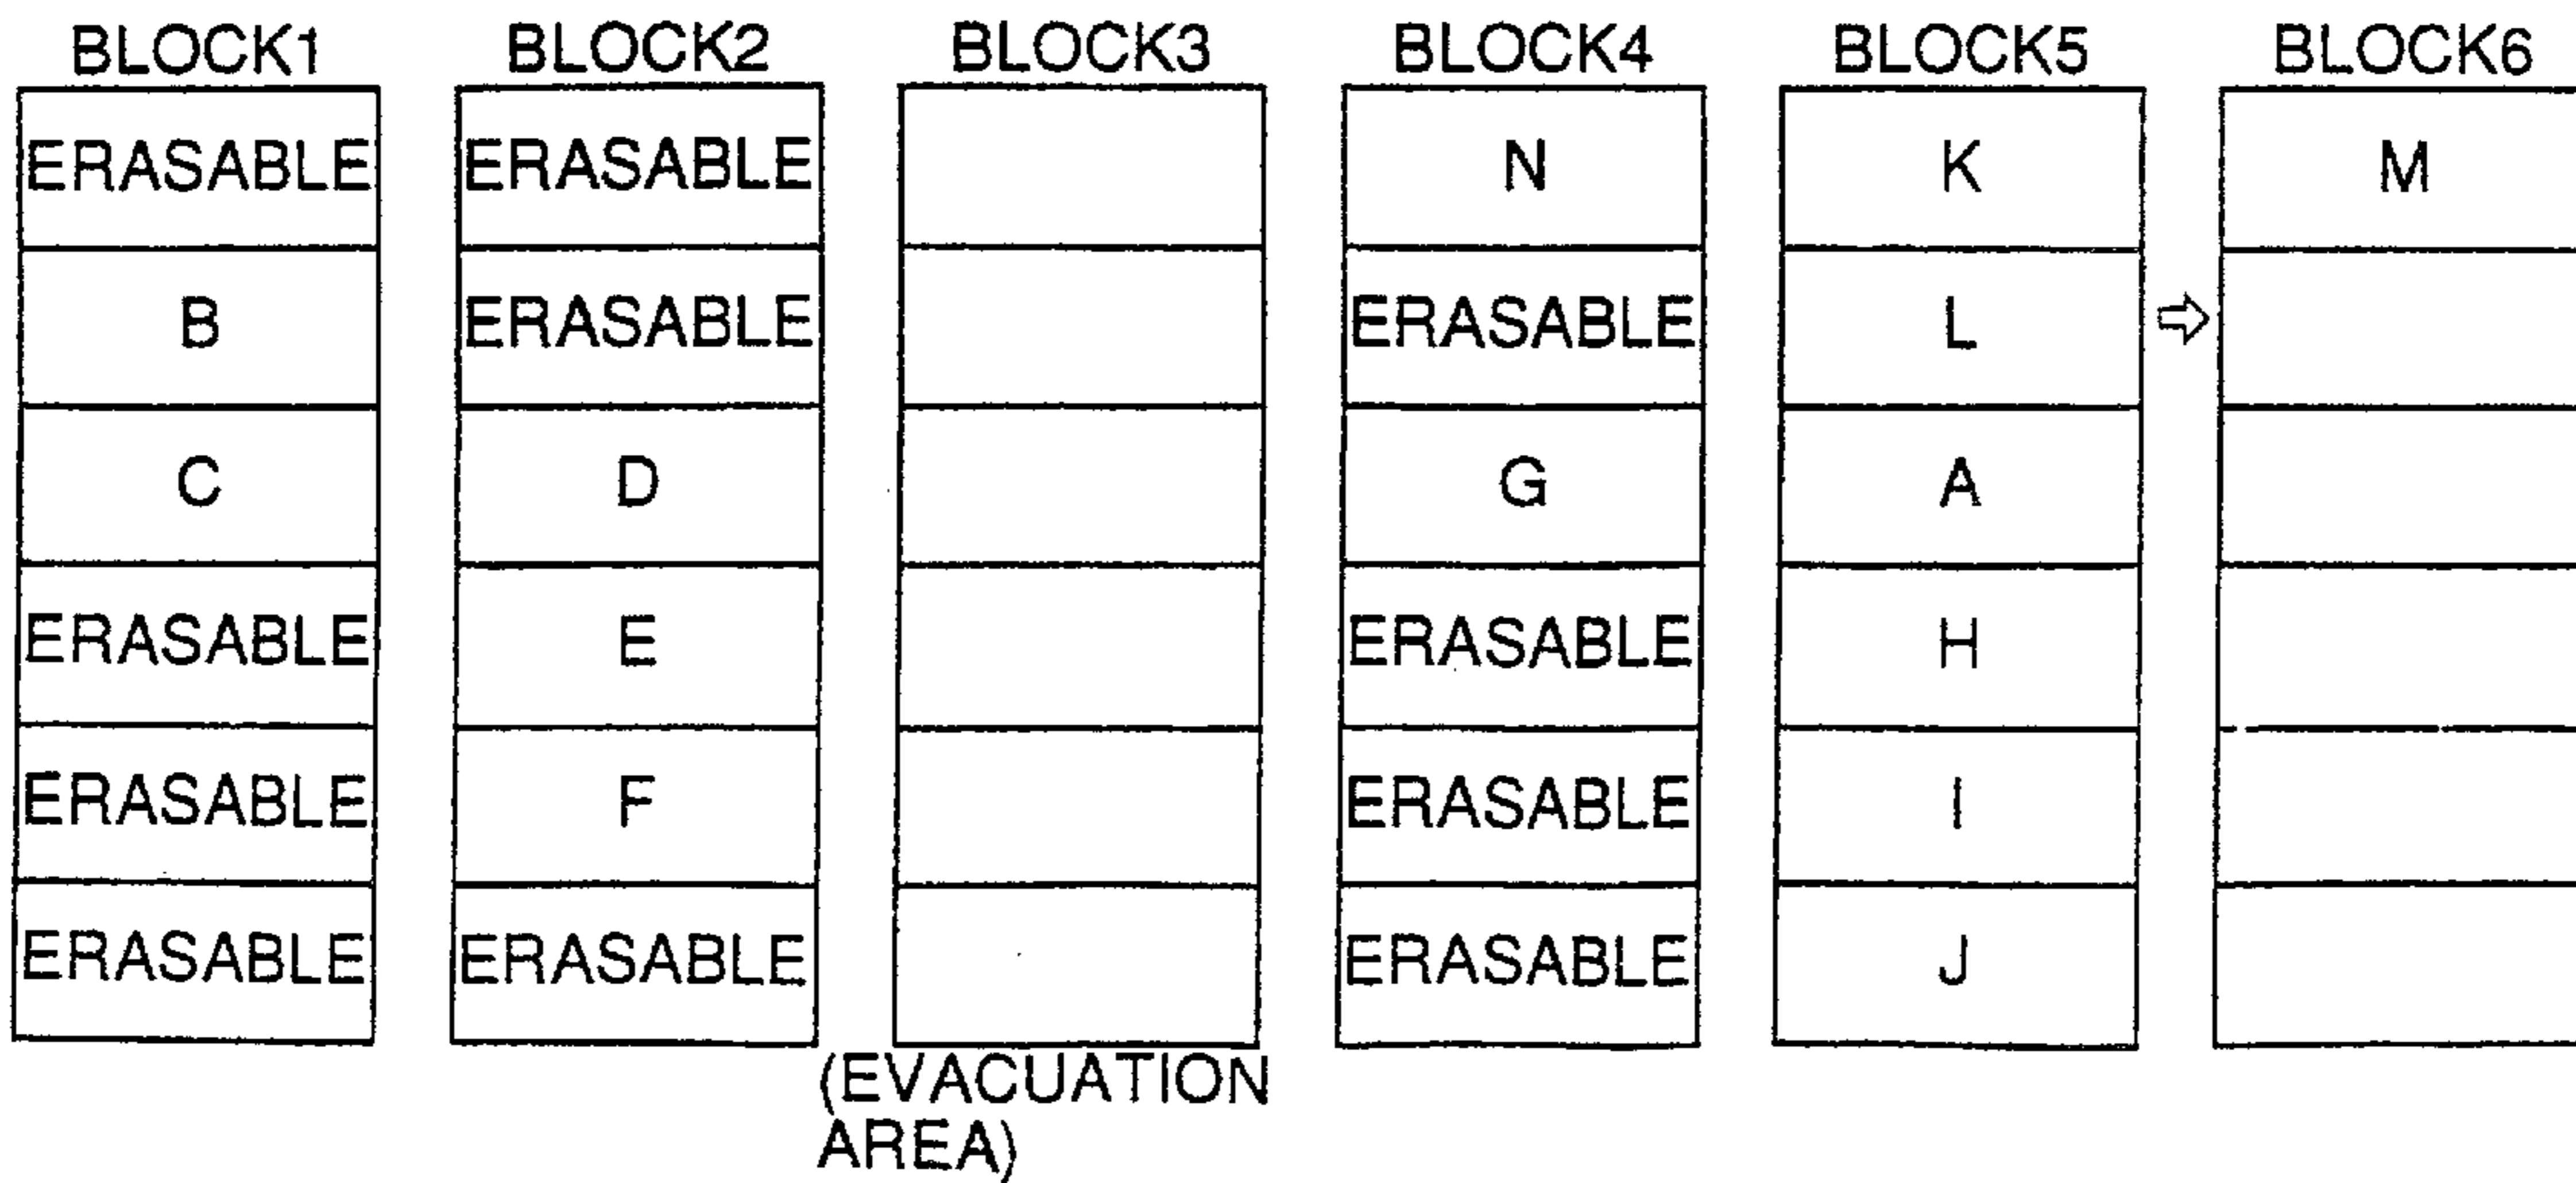 BLOCK1 BLOCK2 BLOCK3 BLOCK4 BLOCK5 BLOCK6
ERASABLE ERASABLE N K M
B ERASABLE ERASABLE L
C D G A
ERASABLE E ERASABLE H
ERASABLE F ERASABLE I
ERASABLE ERASABLE ERASABLE J
(EVACUATION
AREA)